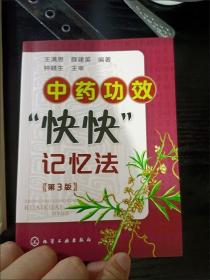 王满恩 薛建英 编著
钟赣生 主审
中药功效
“快快”
记忆法
【第3版】
化学工业出版社